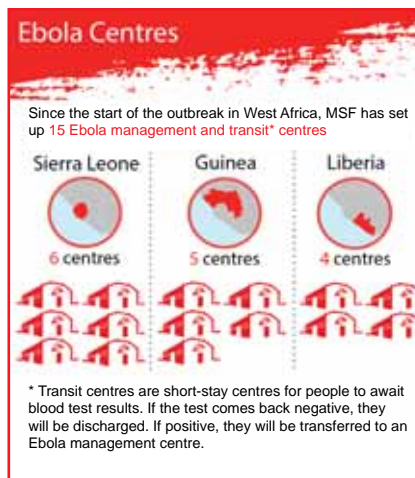 Ebola Centres
Since the start of the outbreak in West Africa, MSF has set
up 15 Ebola management and transit* centres
Sierra Leone
Guinea
Liberia
6 centres
5 centres
4 centres
* Transit centres are short-stay centres for people to await
blood test results. If the test comes back negative, they
will be discharged. If positive, they will be transferred to an
Ebola management centre.